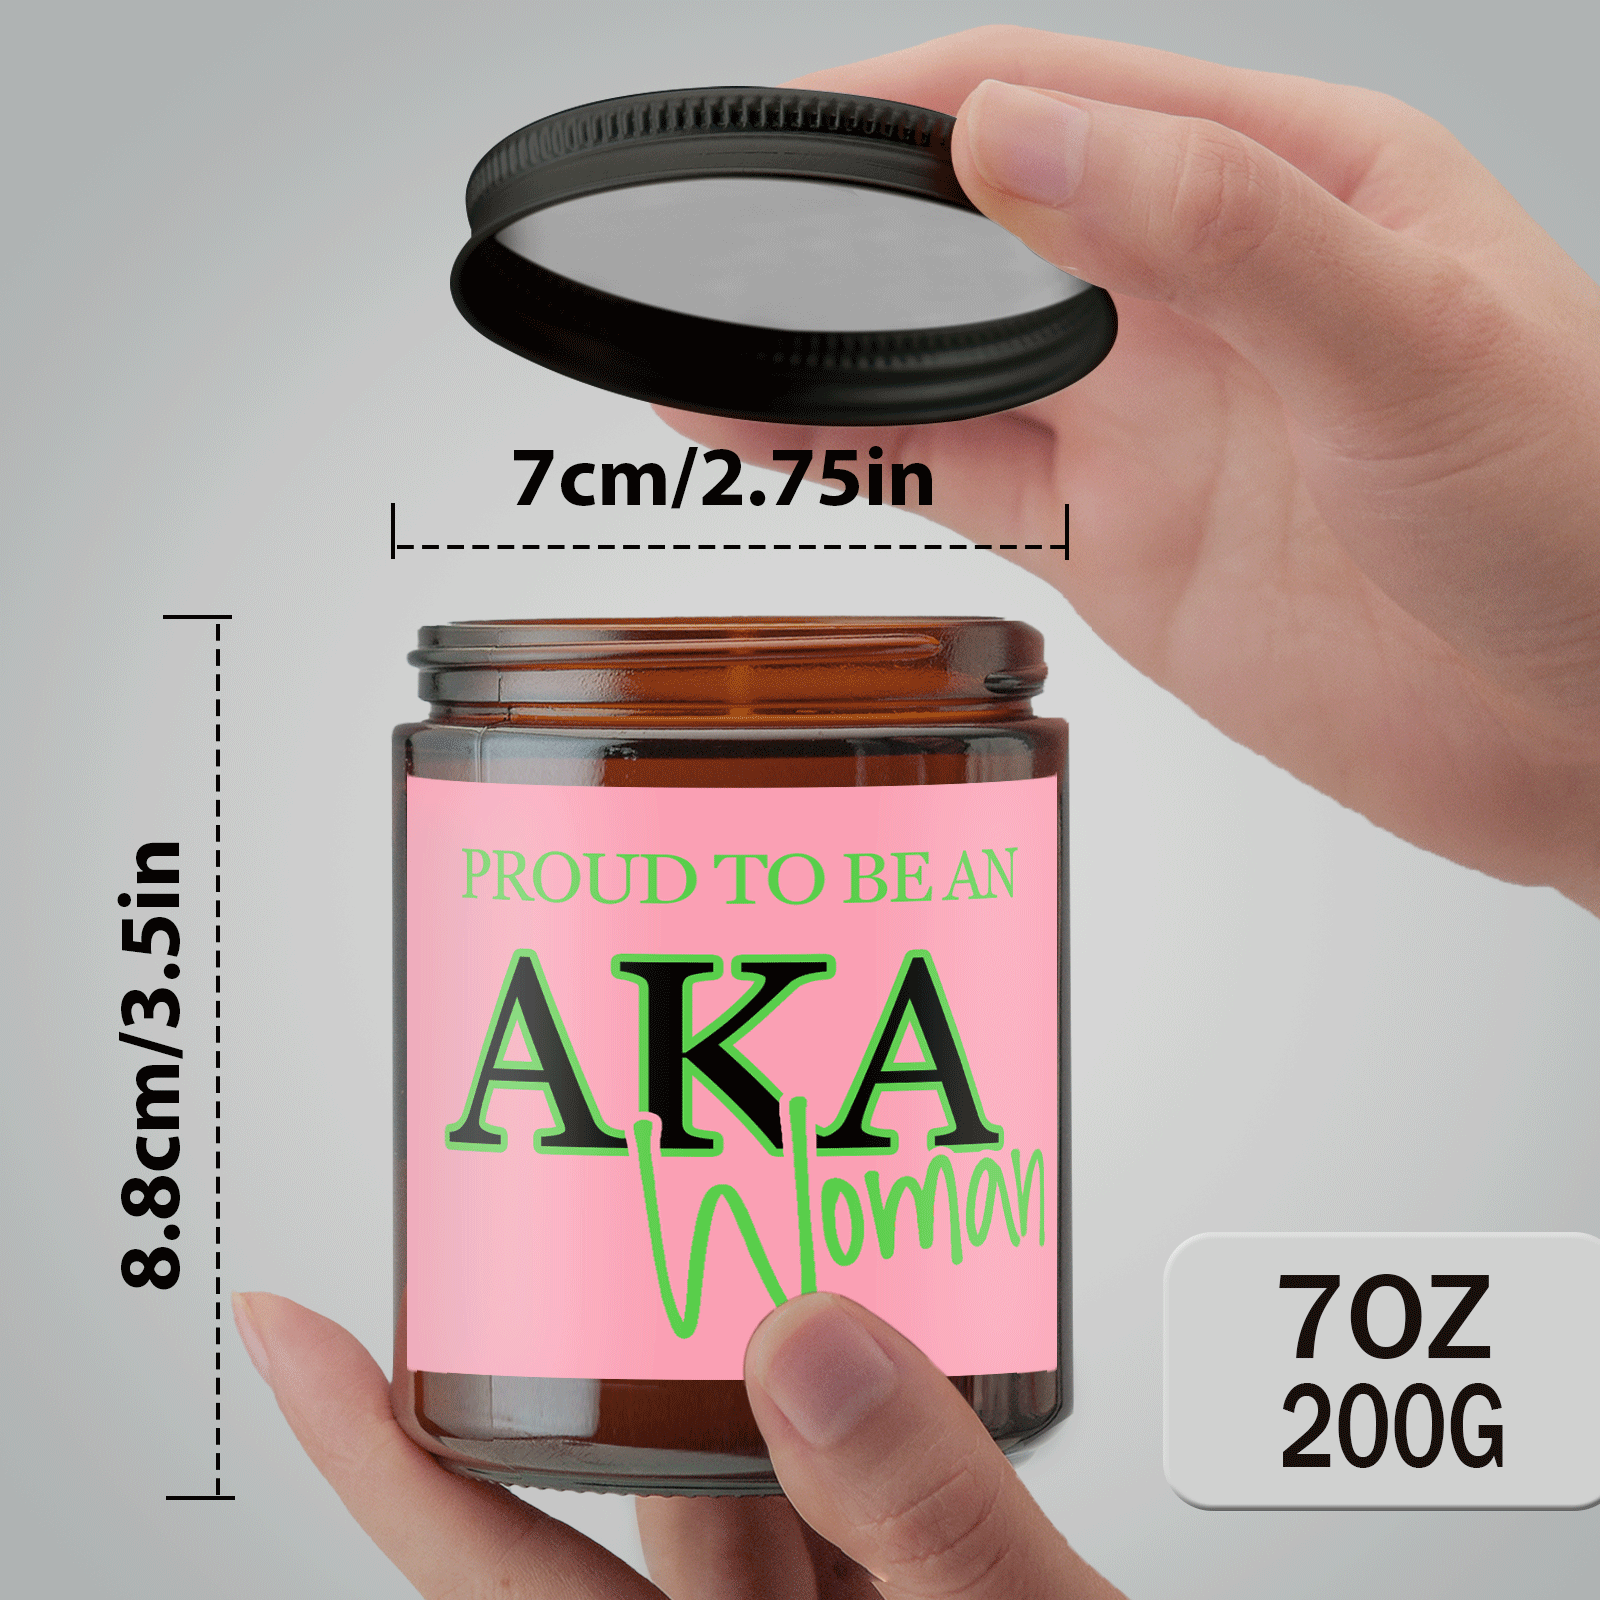 7cm/2.75in
8.8cm/3.5in
PROUD TO BE AN
AKA
Woman
7OZ
200G